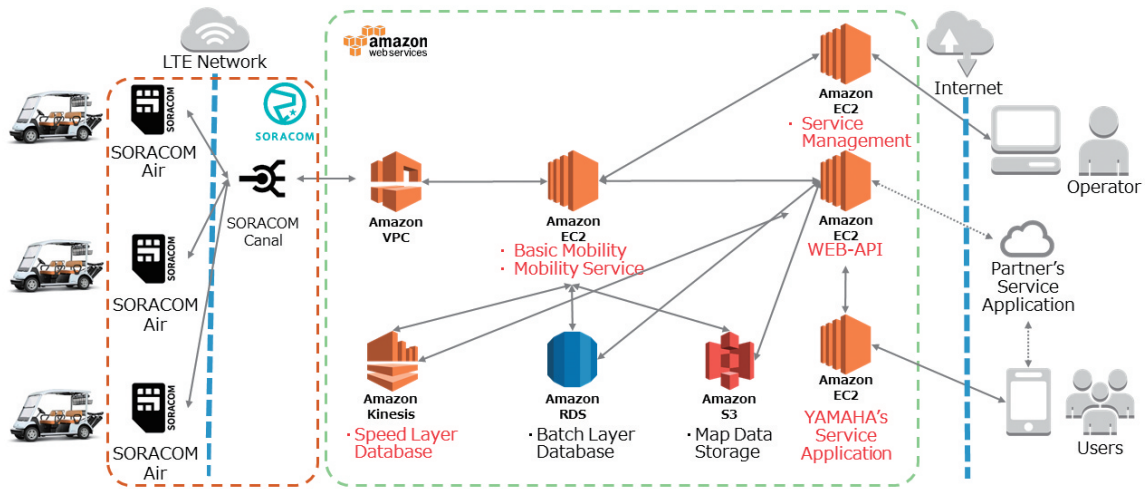 LTE Network
amazon
web services
Internet
SORACOM
SORACOM
Air
SORACOM
SORACOM
Canal
SORACOM
SORACOM
Air
SORACOM
SORACOM
Air
Amazon
VPC
Amazon
EC2
· Basic Mobility
· Mobility Service
Amazon
EC2
· Service
Management
Amazon
EC2
WEB-API
Operator
Partner's
Service
Application
Amazon
Kinesis
· Speed Layer
Database
Amazon
RDS
· Batch Layer
Database
Amazon
S3
· Map Data
Storage
Amazon
EC2
YAMAHA's
Service
Application
Users